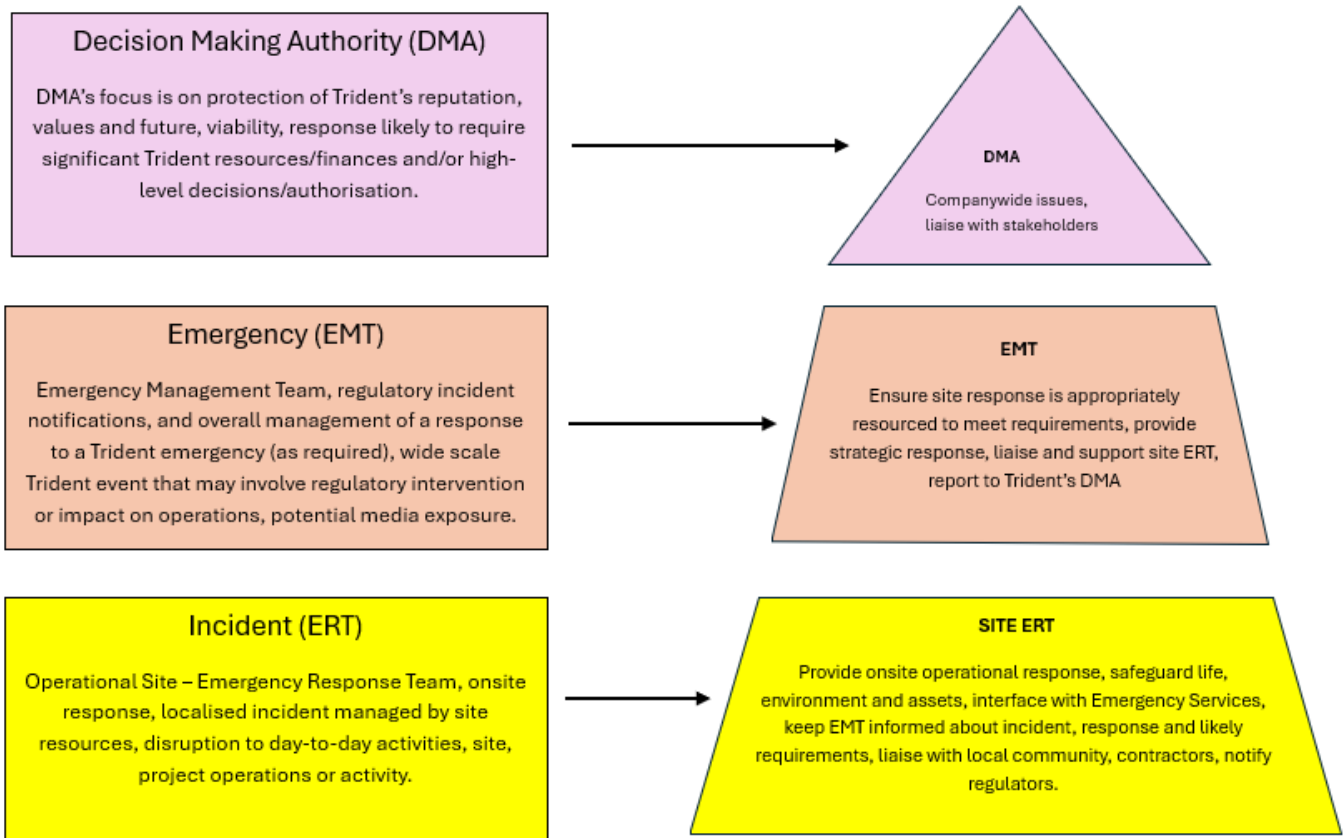 Decision Making Authority (DMA)
DMA's focus is on protection of Trident's reputation,
values and future, viability, response likely to require
significant Trident resources/finances and/or high-
level decisions/authorisation.
DMA
Companywide issues,
liaise with stakeholders
Emergency (EMT)
Emergency Management Team, regulatory incident
notifications, and overall management of a response
to a Trident emergency (as required), wide scale
Trident event that may involve regulatory intervention
or impact on operations, potential media exposure.
EMT
Ensure site response is appropriately
resourced to meet requirements, provide
strategic response, liaise and support site ERT,
report to Trident's DMA
Incident (ERT)
Operational Site – Emergency Response Team, onsite
response, localised incident managed by site
resources, disruption to day-to-day activities, site,
project operations or activity.
SITE ERT
Provide onsite operational response, safeguard life,
environment and assets, interface with Emergency Services,
keep EMT informed about incident, response and likely
requirements, liaise with local community, contractors, notify
regulators.